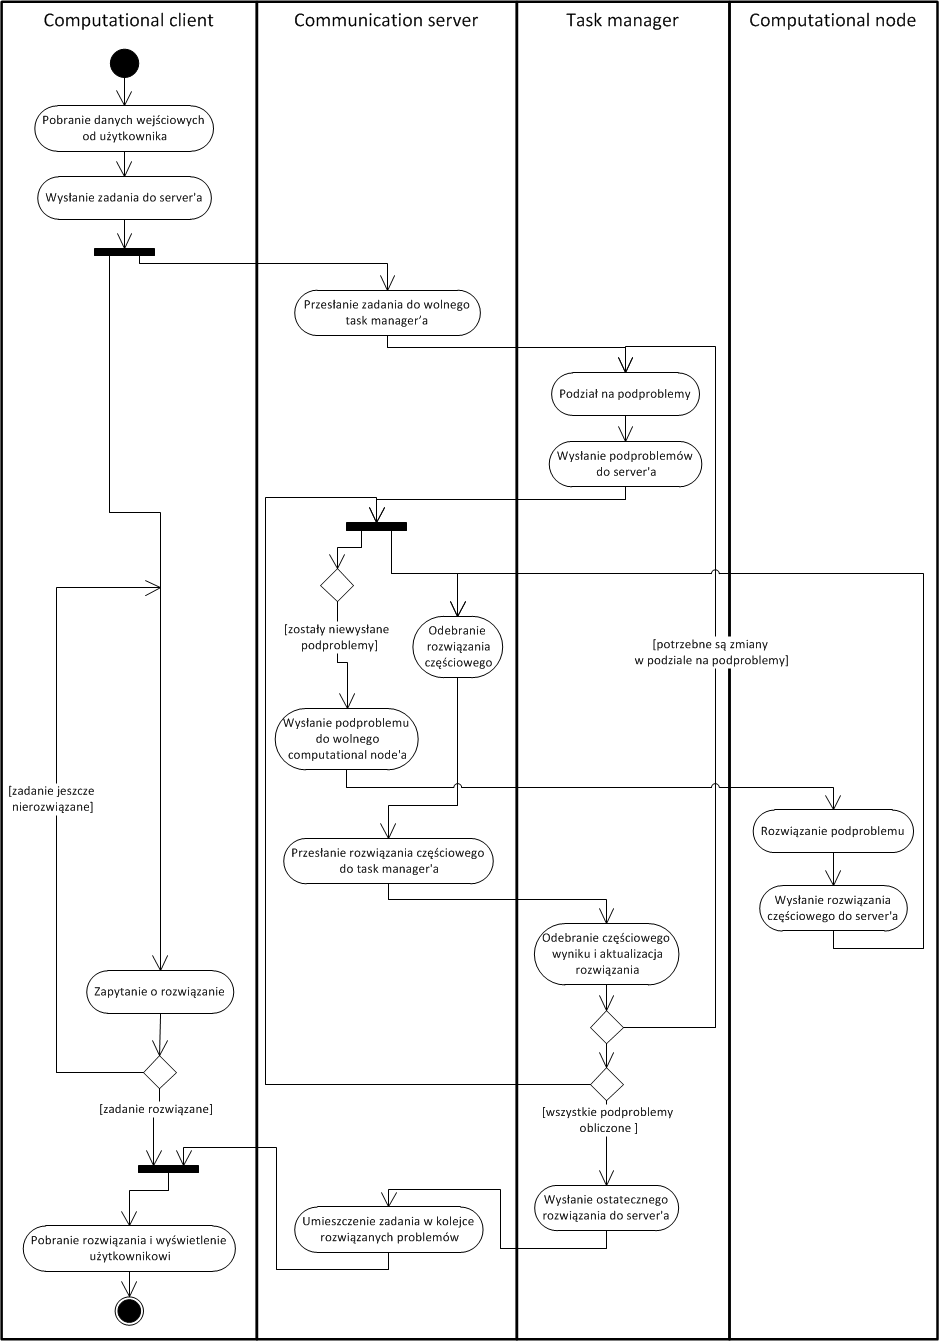 Computational client
Communication server
Task manager
Computational node
Pobranie danych wejściowych
od użytkownika
Wysłanie zadania do server'a
Przesłanie zadania do wolnego
task manager’a
Podział na podproblemy
Wysłanie podproblemów
do server'a
[zostały niewysłane
podproblemy]
Odebranie
rozwiązania
częściowego
[potrzebne są zmiany
w podziale na podproblemy]
Wysłanie podproblemu
do wolnego
computational node'a
[zadanie jeszcze
nierozwiązane]
Rozwiązanie podproblemu
Przesłanie rozwiązania częściowego
do task manager'a
Wysłanie rozwiązania
częściowego do server'a
Odebranie częściowego
wyniku i aktualizacja
rozwiązania
Zapytanie o rozwiązanie
[zadanie rozwiązane]
[wszystkie podproblemy
obliczone ]
Wysłanie ostatecznego
rozwiązania do server'a
Umieszczenie zadania w kolejce
rozwiązanych problemów
Pobranie rozwiązania i wyświetlenie
użytkownikowi